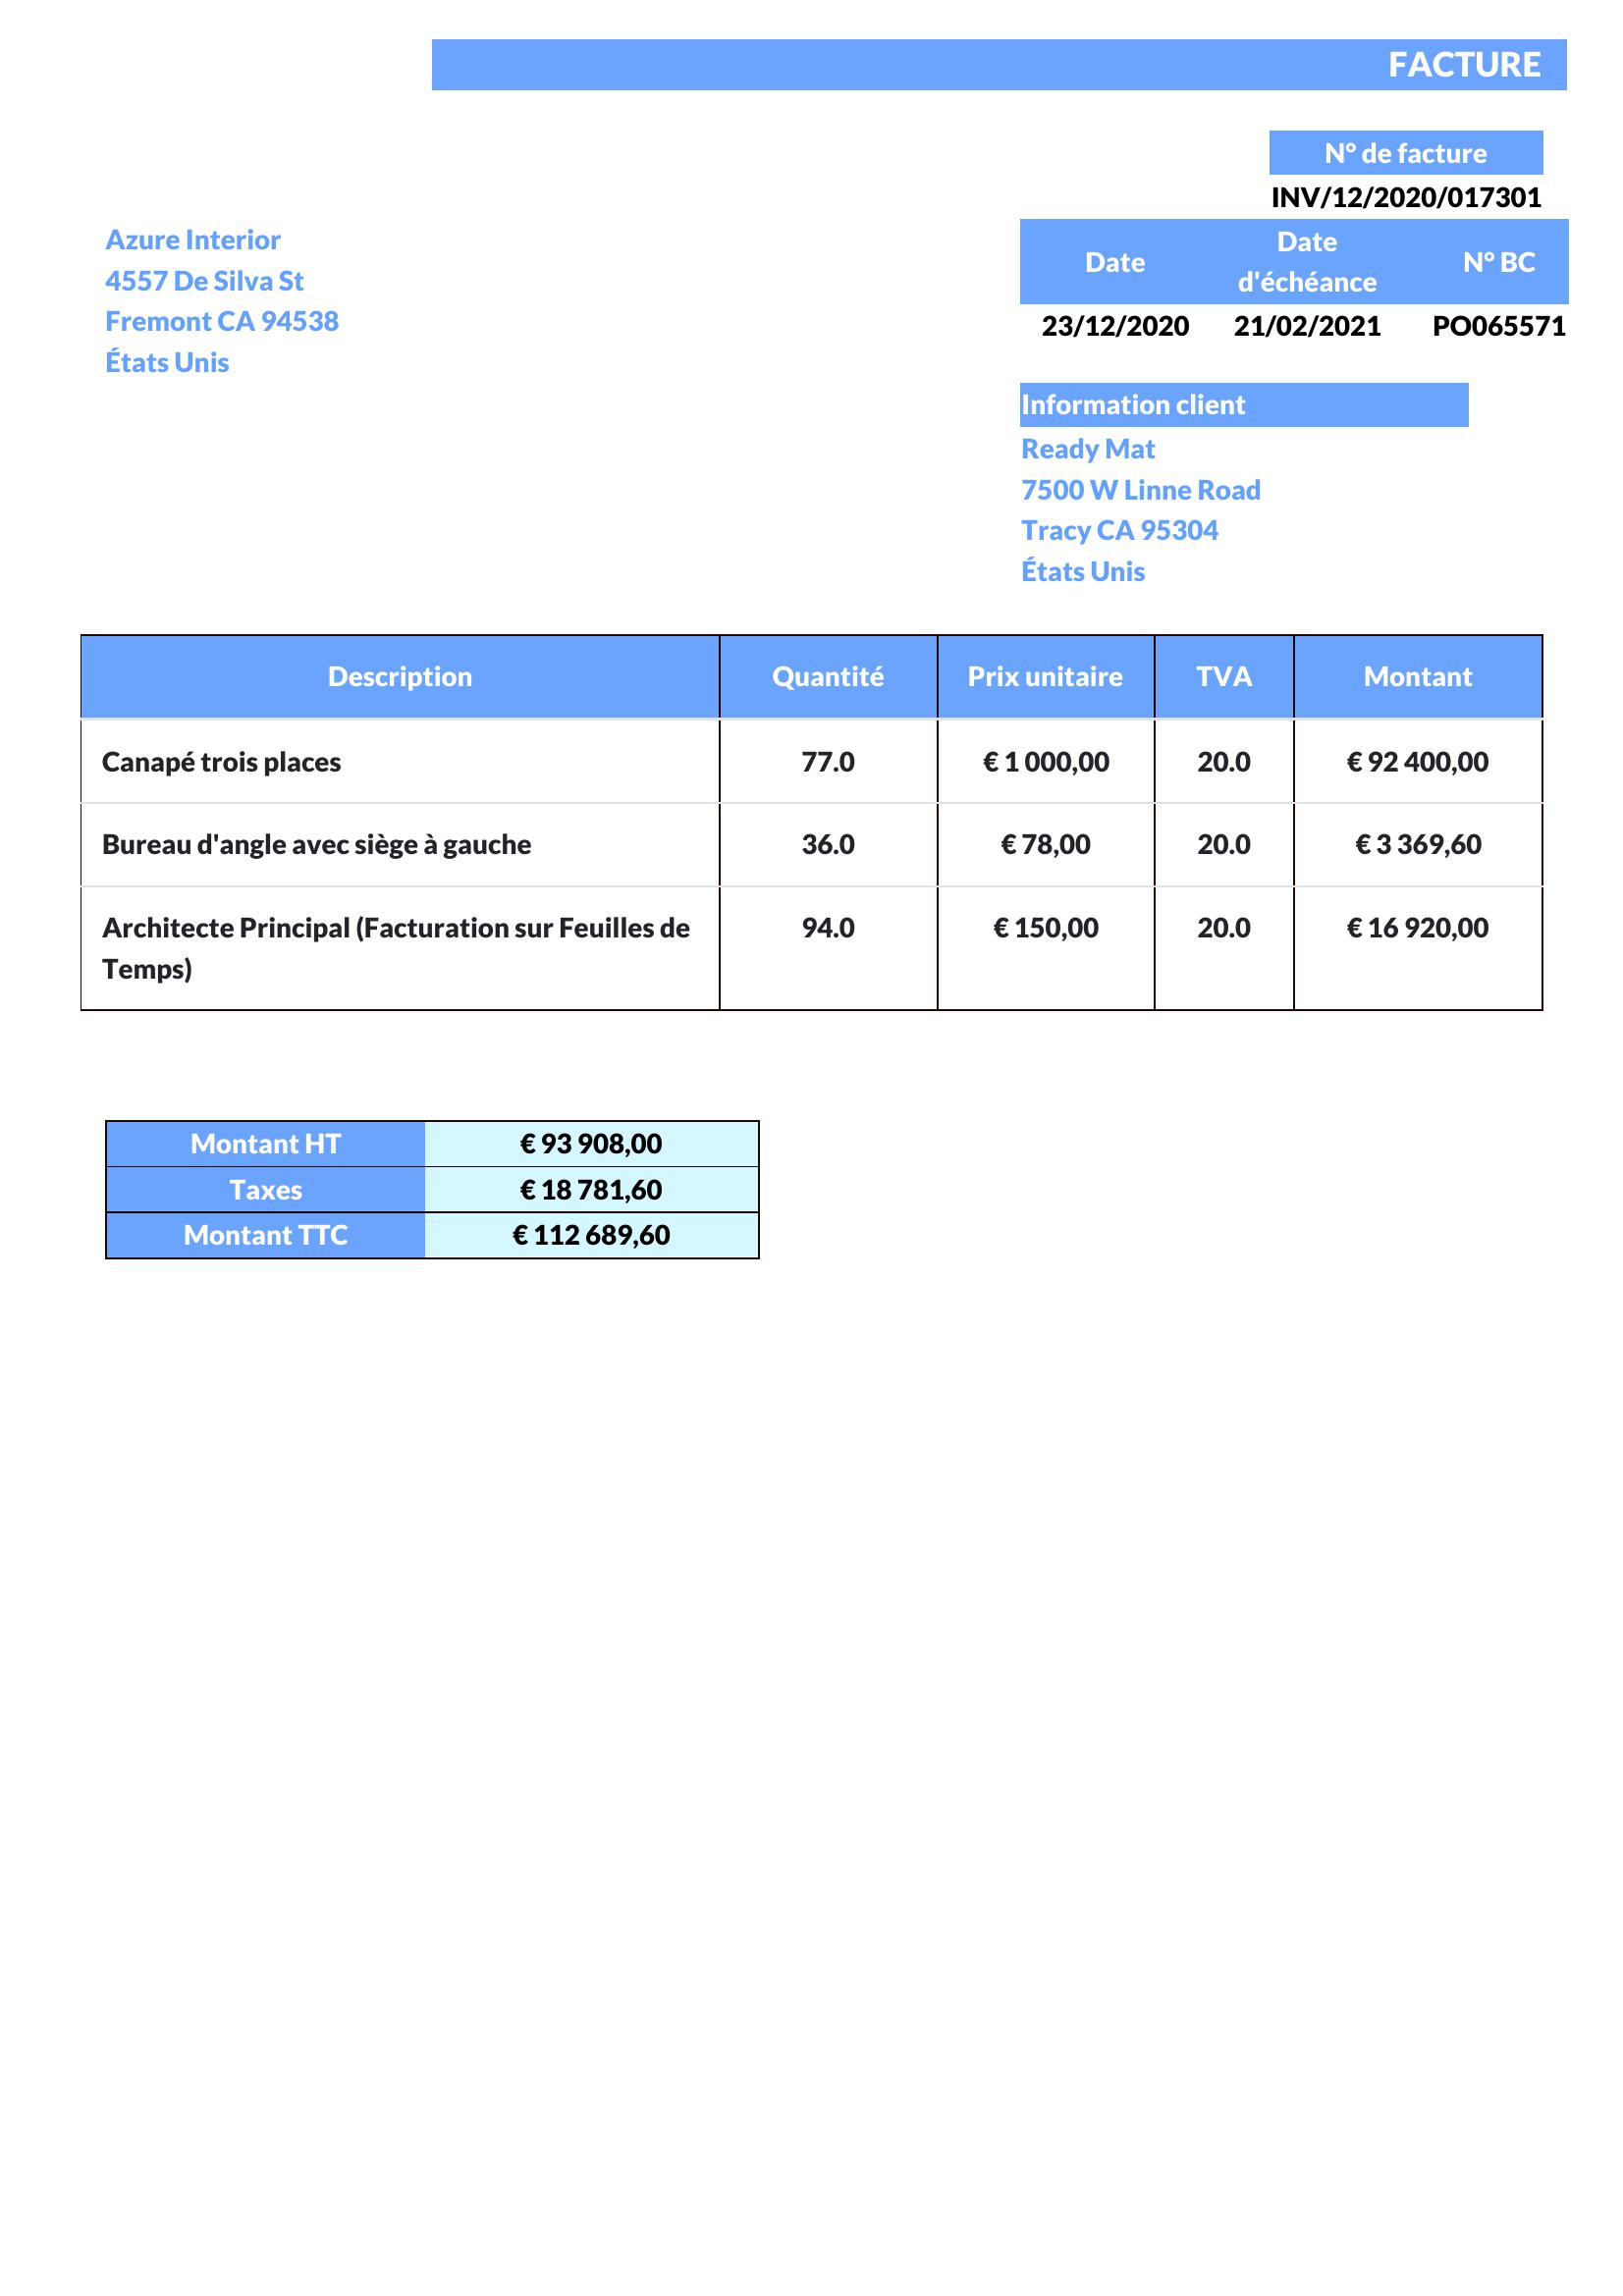 FACTURE
N° de facture
INV/12/2020/017301
Azure Interior
4557 De Silva St
Fremont CA 94538
États Unis
Date Date d'échéance N° BC
23/12/2020 21/02/2021 PO065571
Information client
Ready Mat
7500 W Linne Road
Tracy CA 95304
États Unis
Description Quantité Prix unitaire TVA Montant
Canapé trois places 77.0 € 1 000,00 20.0 € 92 400,00
Bureau d'angle avec siège à gauche 36.0 € 78,00 20.0 € 3 369,60
Architecte Principal (Facturation sur Feuilles de 94.0 € 150,00 20.0 € 16 920,00
Temps)
Montant HT € 93 908,00
Taxes € 18 781,60
Montant TTC € 112 689,60